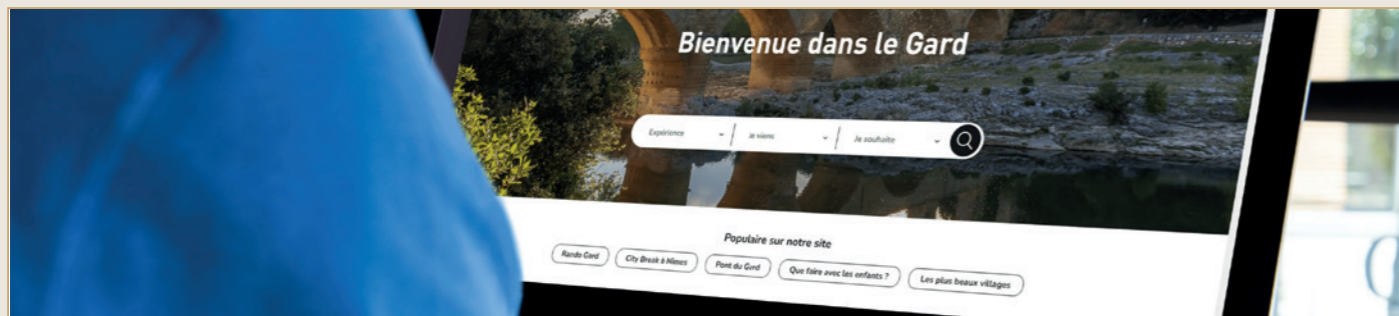 Bienvenue dans le Gard
Expérience Je viens Je souhaite
Populaire sur notre site
Rando Gard City Break à Nîmes Pont du Gard Que faire avec les enfants ? Les plus beaux villages